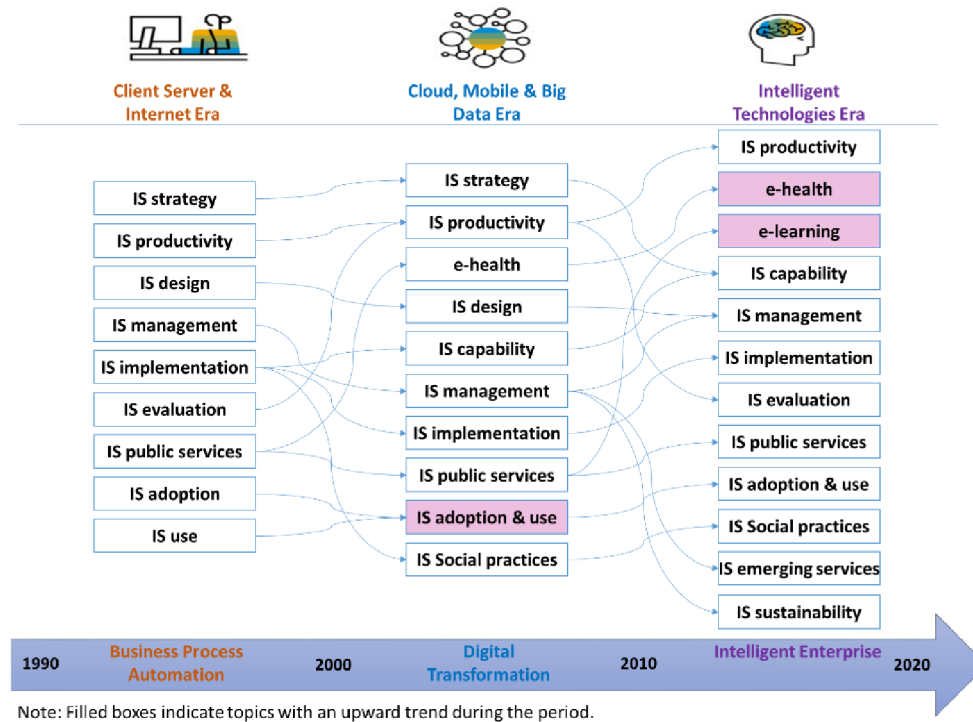 Client Server &
Internet Era
Cloud, Mobile & Big
Data Era
Intelligent
Technologies Era
IS strategy
IS productivity
IS design
IS management
IS implementation
IS evaluation
IS public services
IS adoption
IS use
IS strategy
IS productivity
e-health
IS design
IS capability
IS management
IS implementation
IS public services
IS adoption & use
IS Social practices
IS productivity
e-health
e-learning
IS capability
IS management
IS implementation
IS evaluation
IS public services
IS adoption & use
IS Social practices
IS emerging services
IS sustainability
1990
Business Process
Automation
2000
Digital
Transformation
2010
Intelligent Enterprise
2020
Note: Filled boxes indicate topics with an upward trend during the period.